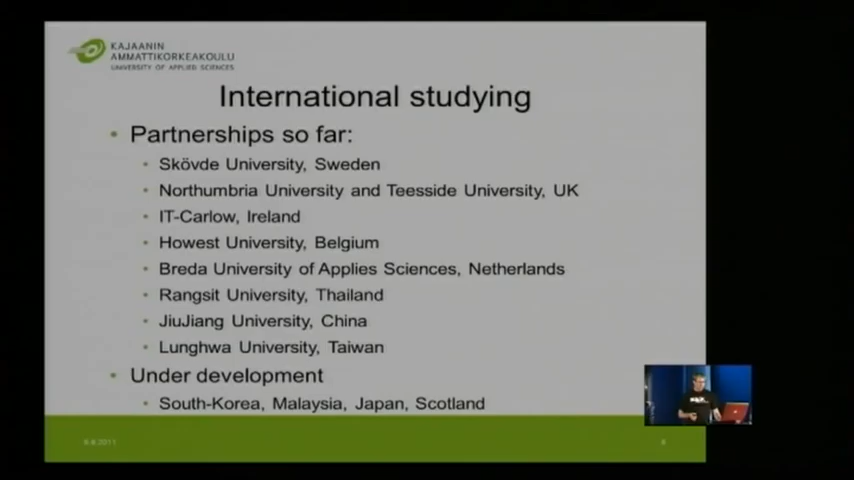 KAJAANIN
AMMATTIKORKEAKOULU
UNIVERSITY OF APPLIED SCIENCES
International studying
• Partnerships so far:
• Skövde University, Sweden
• Northumbria University and Teesside University, UK
• IT-Carlow, Ireland
• Howest University, Belgium
• Breda University of Applies Sciences, Netherlands
• Rangsit University, Thailand
• JiuJiang University, China
• Lunghwa University, Taiwan
• Under development
• South-Korea, Malaysia, Japan, Scotland